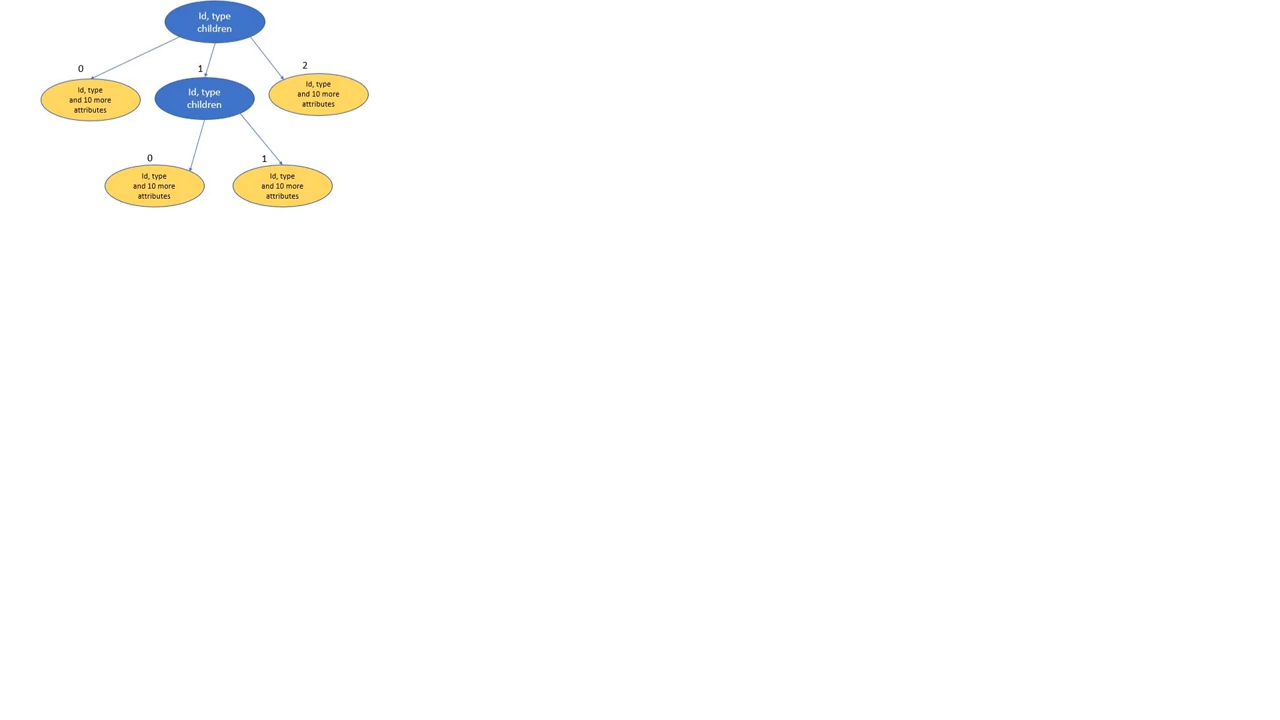 Id, type
children
0
1
2
Id, type
and 10 more
attributes
Id, type
children
Id, type
and 10 more
attributes
0
1
Id, type
and 10 more
attributes
Id, type
and 10 more
attributes